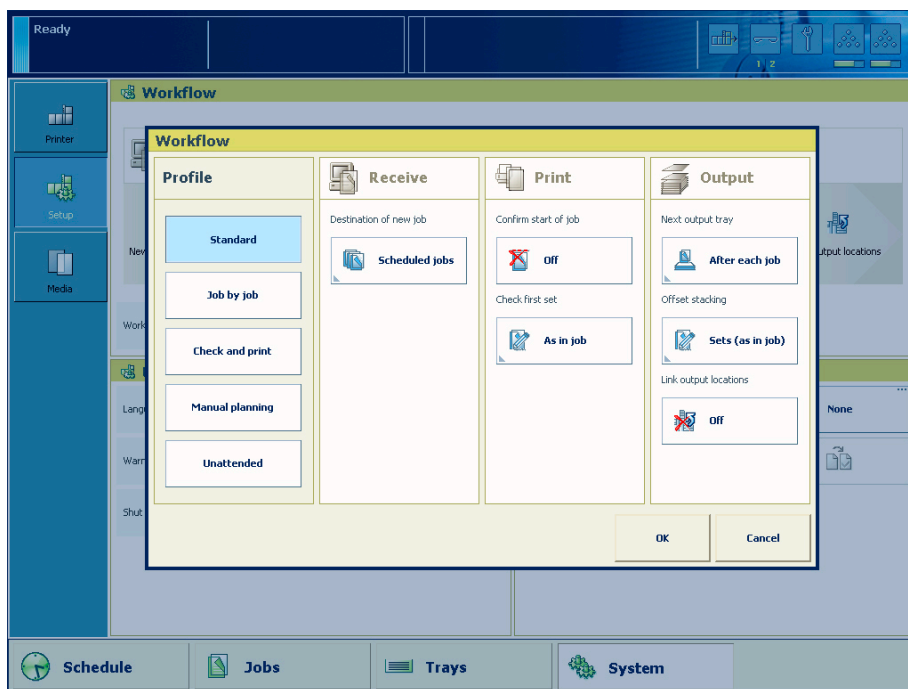 Ready
1 2
Workflow
Printer
Setup
Media
New
Work
Langu
Warn
Shut
utput locations
None
Workflow
Profile
Standard
Job by job
Check and print
Manual planning
Unattended
Receive
Destination of new job
Scheduled jobs
Print
Confirm start of job
Off
Check first set
As in job
Output
Next output tray
After each job
Offset stacking
Sets (as in job)
Link output locations
Off
OK
Cancel
Schedule
Jobs
Trays
System